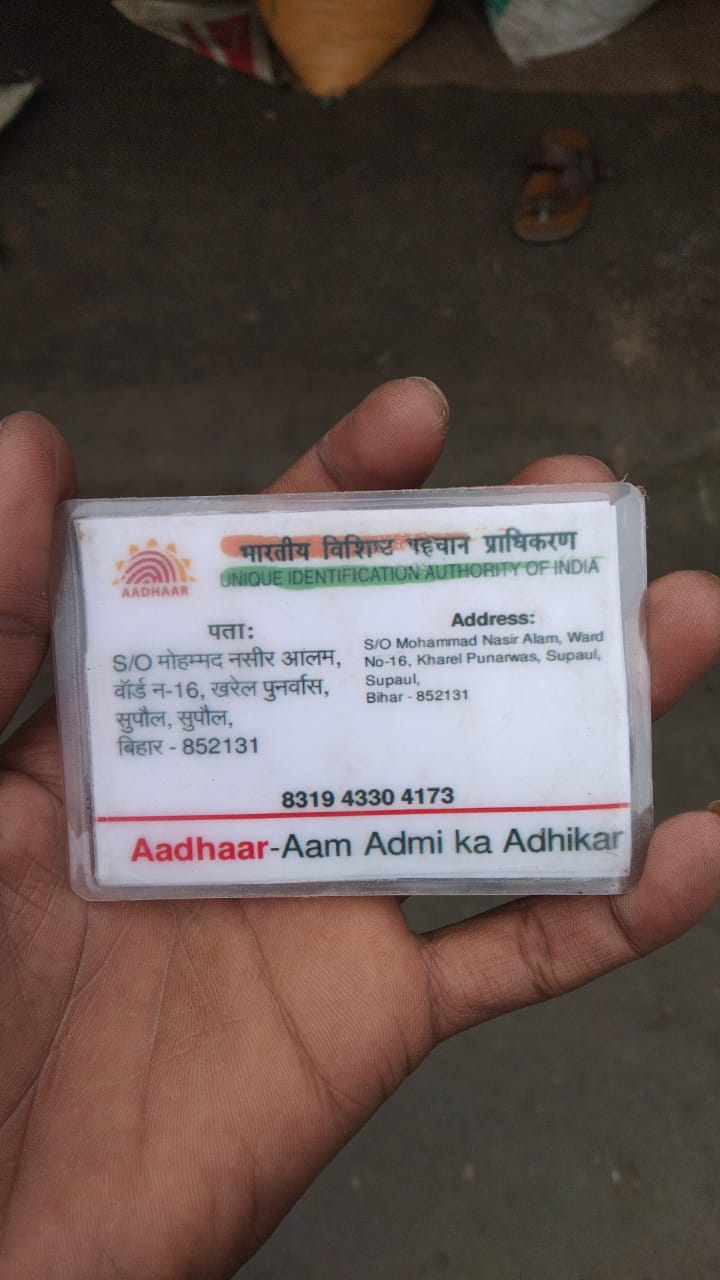 भारतीय विशिष्ट पहचान प्राधिकरण
AADHAAR
UNIQUE IDENTIFICATION AUTHORITY OF INDIA
पता:
S/O मोहम्मद नसीर आलम,
वॉर्ड न-16, खरेल पुनर्वास,
सुपौल, सुपौल,
बिहार - 852131
Address:
S/O Mohammad Nasir Alam, Ward
No-16, Kharel Punarwas, Supaul,
Supaul,
Bihar - 852131
8319 4330 4173
Aadhaar-Aam Admi ka Adhikar